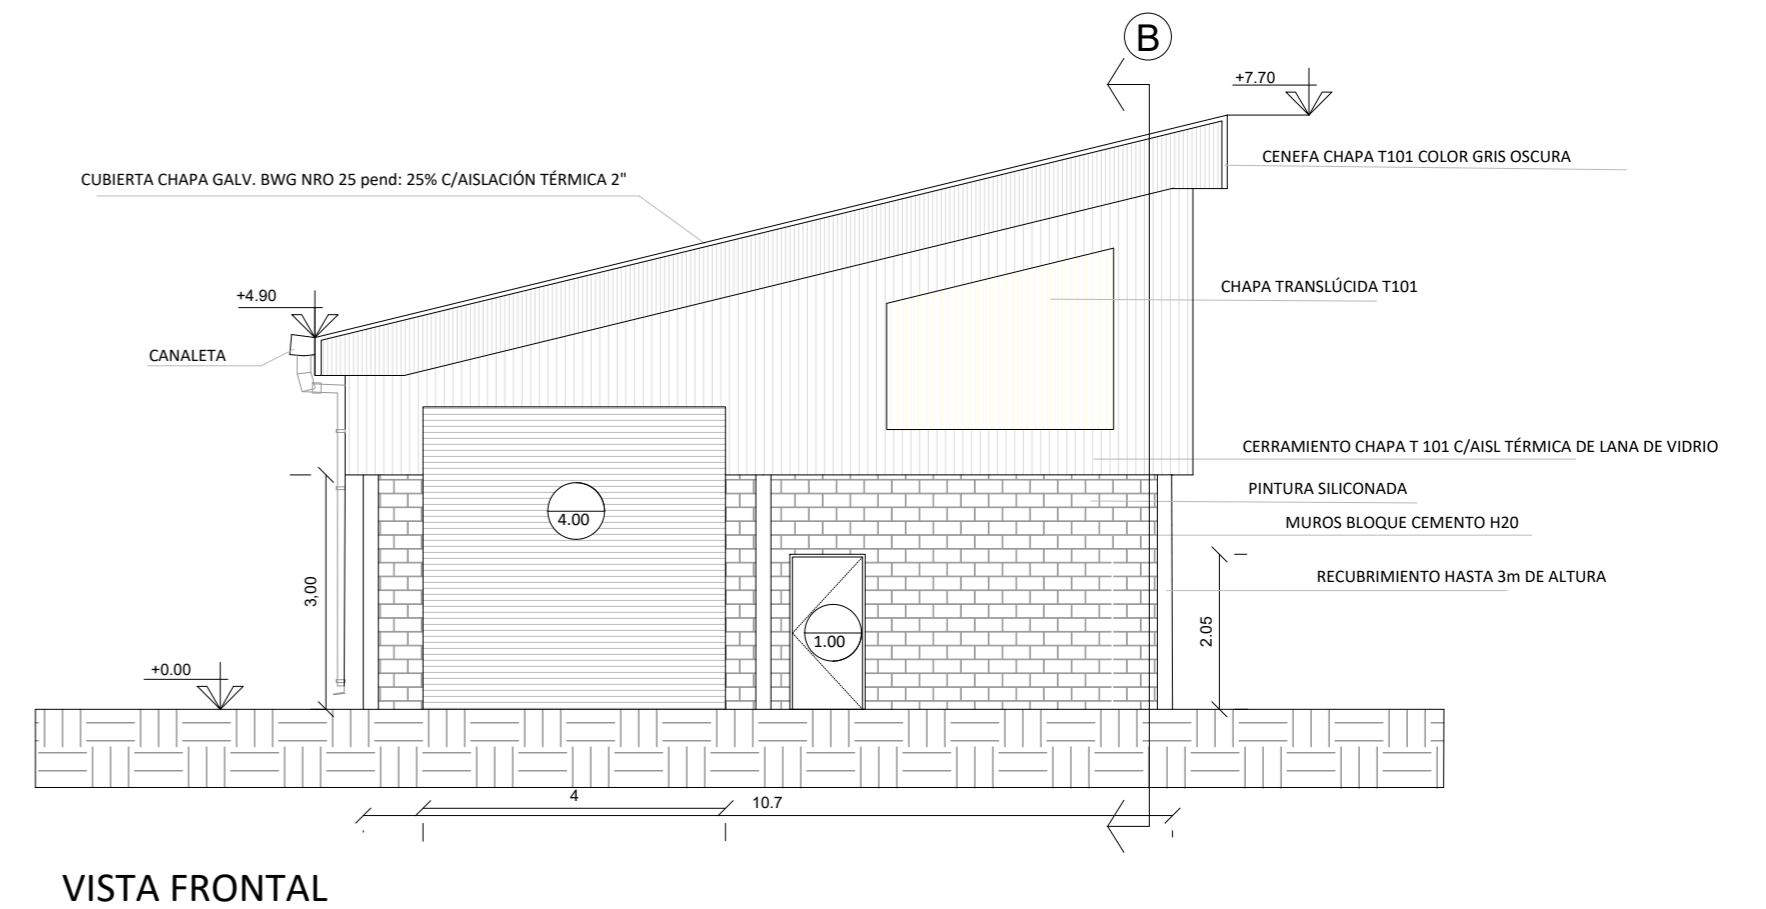 B
+7.70
CENEFA CHAPA T101 COLOR GRIS OSCURA
CUBIERTA CHAPA GALV. BWG NRO 25 pend: 25% C/AISLACIÓN TÉRMICA 2"
CHAPA TRANSLÚCIDA T101
+4.90
CANALETA
CERRAMIENTO CHAPA T 101 C/AISL TÉRMICA DE LANA DE VIDRIO
PINTURA SILICONADA
4.00
MUROS BLOQUE CEMENTO H20
RECUBRIMIENTO HASTA 3m DE ALTURA
3,00
2.05
1.00
+0.00
4
10.7
VISTA FRONTAL